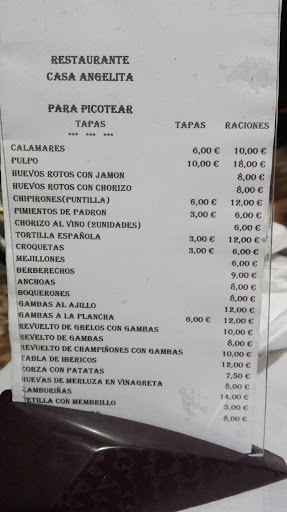 RESTAURANTE
CASA ANGELITA
PARA PICOTEAR
TAPAS TAPAS RACIONES
*** *** ***
CALAMARES 6,00 € 10,00 €
PULPO 10,00 € 18,00 €
HUEVOS ROTOS CON JAMON 8,00 €
HUEVOS ROTOS CON CHORIZO 8,00 €
CHIPIRONES(PUNTILLA) 6,00 € 12,00 €
PIMIENTOS DE PADRON 3,00 € 6,00 €
CHORIZO AL VINO (2UNIDADES) 6,00 €
TORTILLA ESPAÑOLA 3,00 € 12,00 €
CROQUETAS 3,00 € 6,00 €
MEJILLONES 6,00 €
BERBERECHOS 9,00 €
ANCHOAS 8,00 €
BOQUERONES 8,00 €
GAMBAS AL AJILLO 12,00 €
GAMBAS A LA PLANCHA 6,00 € 12,00 €
REVUELTO DE GRELOS CON GAMBAS 10,00 €
REVELTO DE GAMBAS 8,00 €
REVUELTO DE CHAMPIÑONES CON GAMBAS 10,00 €
TABLA DE IBERICOS 12,00 €
ZORZA CON PATATAS 7,50 €
HUEVAS DE MERLUZA EN VINAGRETA 8,00 €
ZAMBURIÑAS 14,00 €
TETILLA CON MEMBRILLO 5,00 €
8,00 €